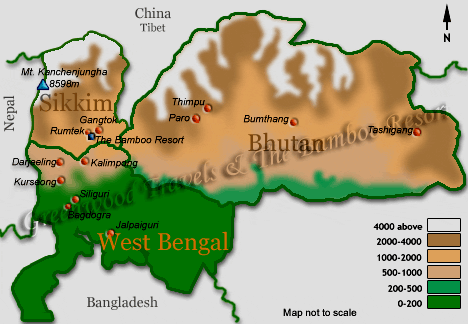 China
Tibet
N
Mt. Kanchenjungha
8598m
Nepal
Sikkim
Gangtok
Rumtek
The Bamboo Resort
Thimpu
Paro
Bumthang
Tashigang
Bhutan
Darjeeling
Kalimpong
Kurseong
Siliguri
Bagdogra
Greenwood Travels & The Bamboo Resort
Jalpaiguri
West Bengal
Bangladesh
4000 above
2000-4000
1000-2000
500-1000
200-500
0-200
Map not to scale